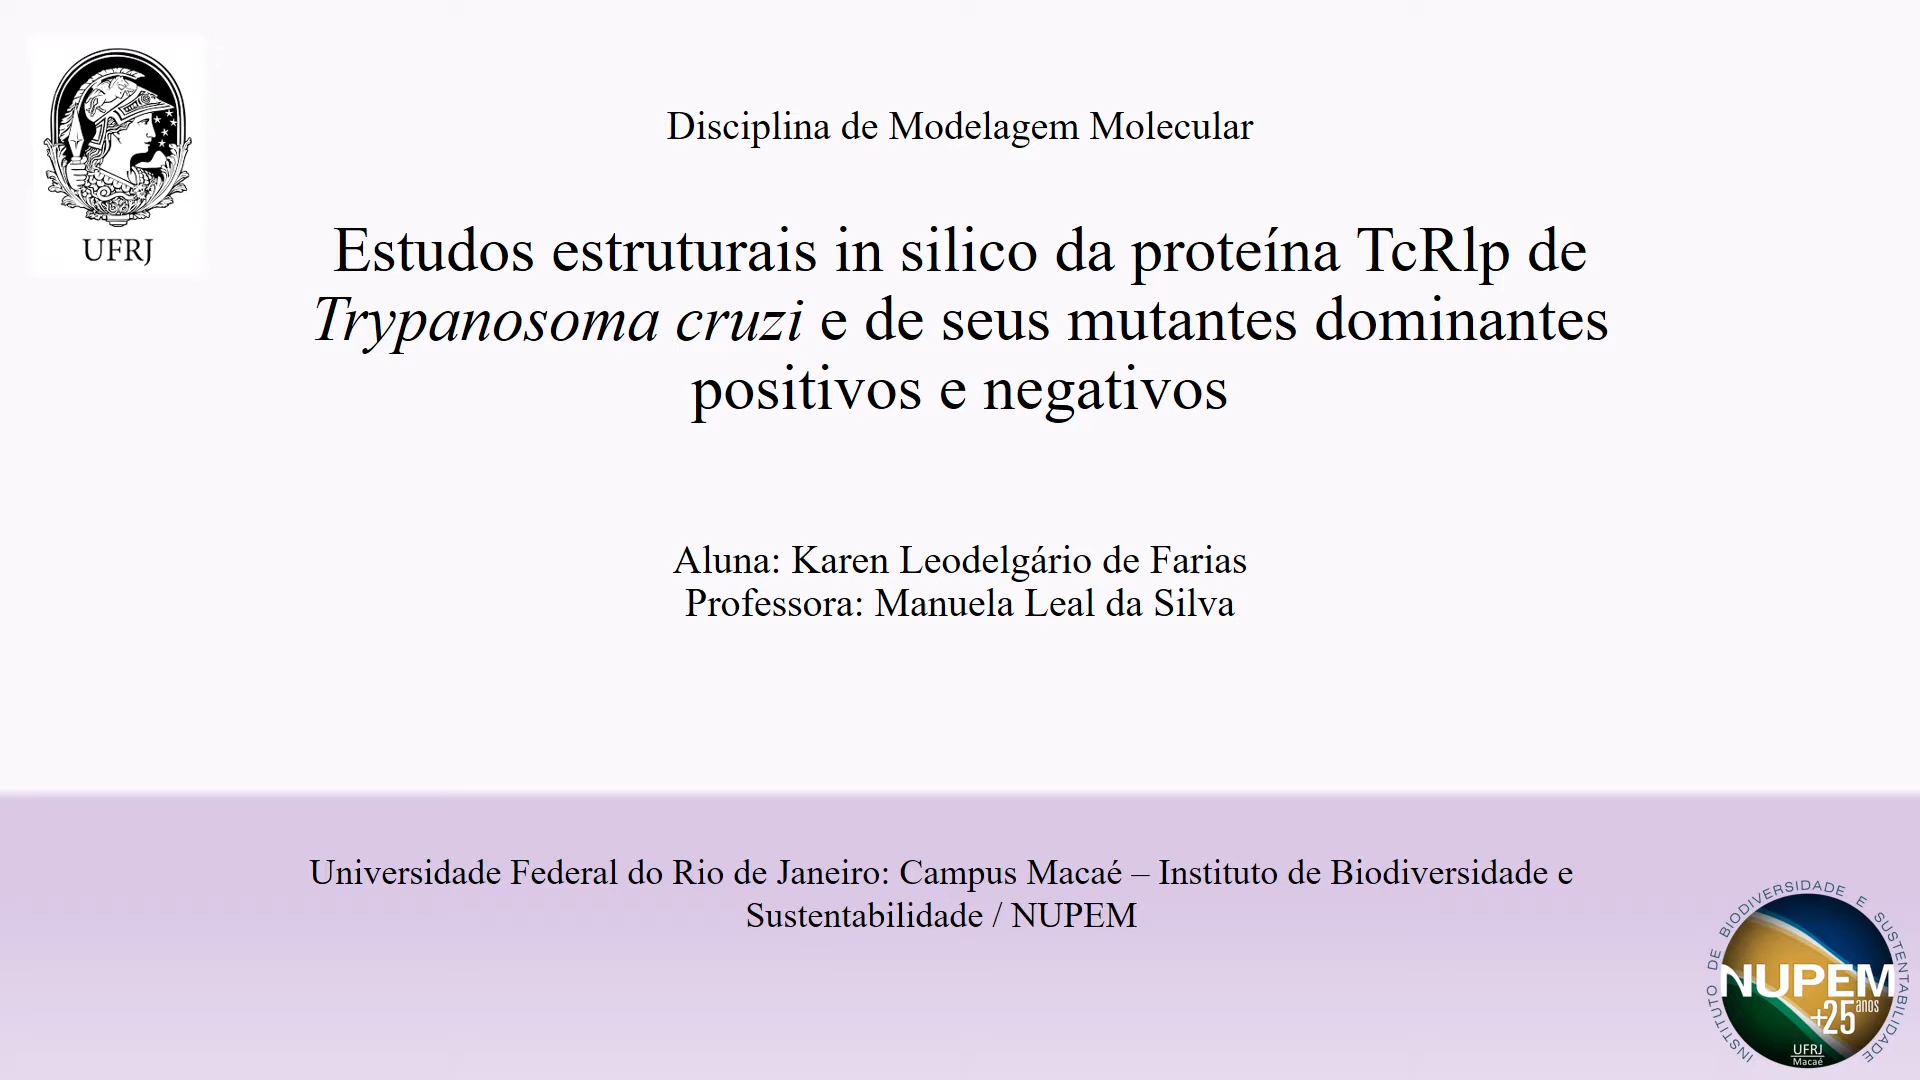 UFRJ
Disciplina de Modelagem Molecular
Estudos estruturais in silico da proteína TcRlp de
Trypanosoma cruzi e de seus mutantes dominantes
positivos e negativos
Aluna: Karen Leodelgário de Farias
Professora: Manuela Leal da Silva
Universidade Federal do Rio de Janeiro: Campus Macaé – Instituto de Biodiversidade e
Sustentabilidade / NUPEM
INSTITUTO DE BIODIVERSIDADE E SUSTENTABILIDADE
NUPEM
+25 anos
UFRJ
Macaé